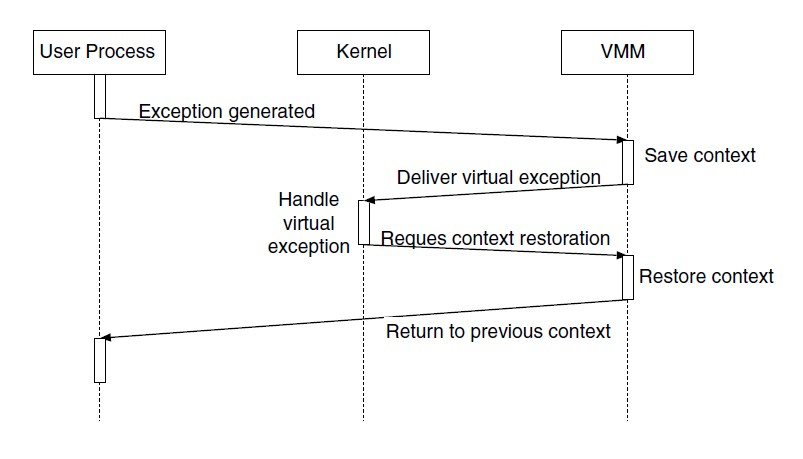 User Process
Kernel
VMM
Exception generated
Save context
Deliver virtual exception
Handle
virtual
exception
Reques context restoration
Restore context
Return to previous context